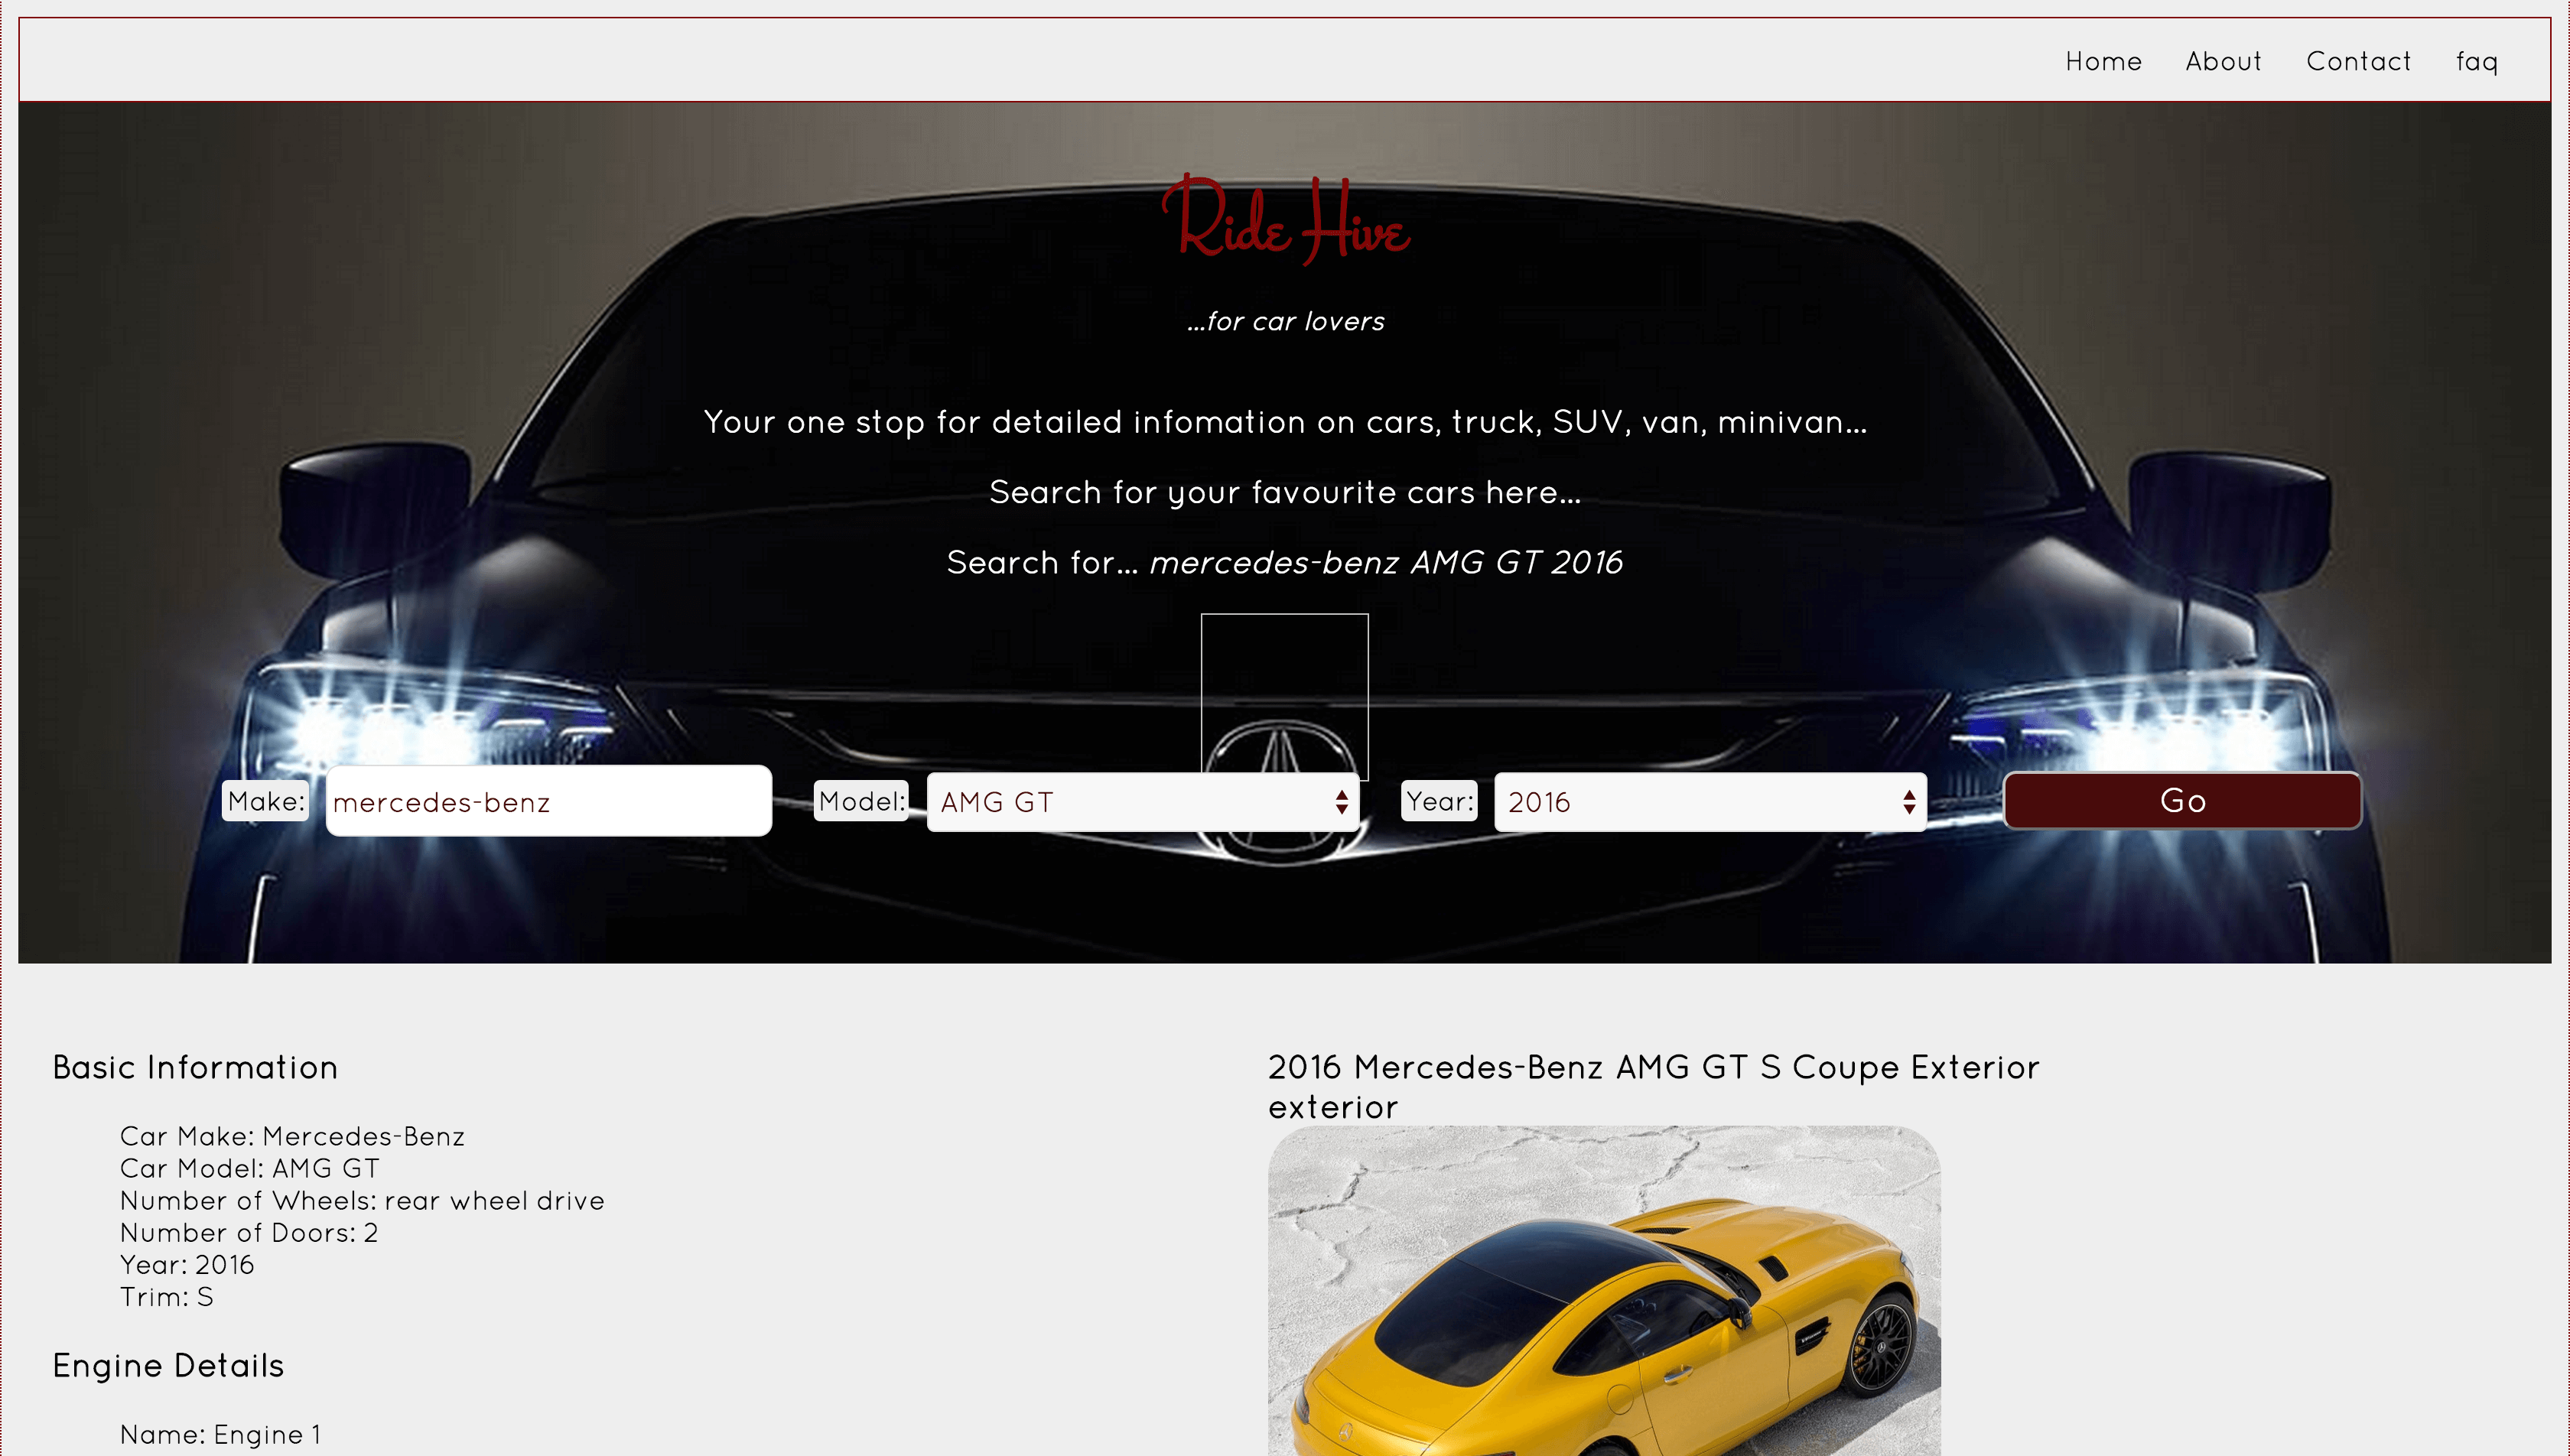 Home About Contact faq
Ride Hive
...for car lovers
Your one stop for detailed infomation on cars, truck, SUV, van, minivan...
Search for your favourite cars here...
Search for... mercedes-benz AMG GT 2016
Make: mercedes-benz Model: AMG GT Year: 2016 Go
Basic Information
Car Make: Mercedes-Benz
Car Model: AMG GT
Number of Wheels: rear wheel drive
Number of Doors: 2
Year: 2016
Trim: S
Engine Details
Name: Engine 1
2016 Mercedes-Benz AMG GT S Coupe Exterior
exterior